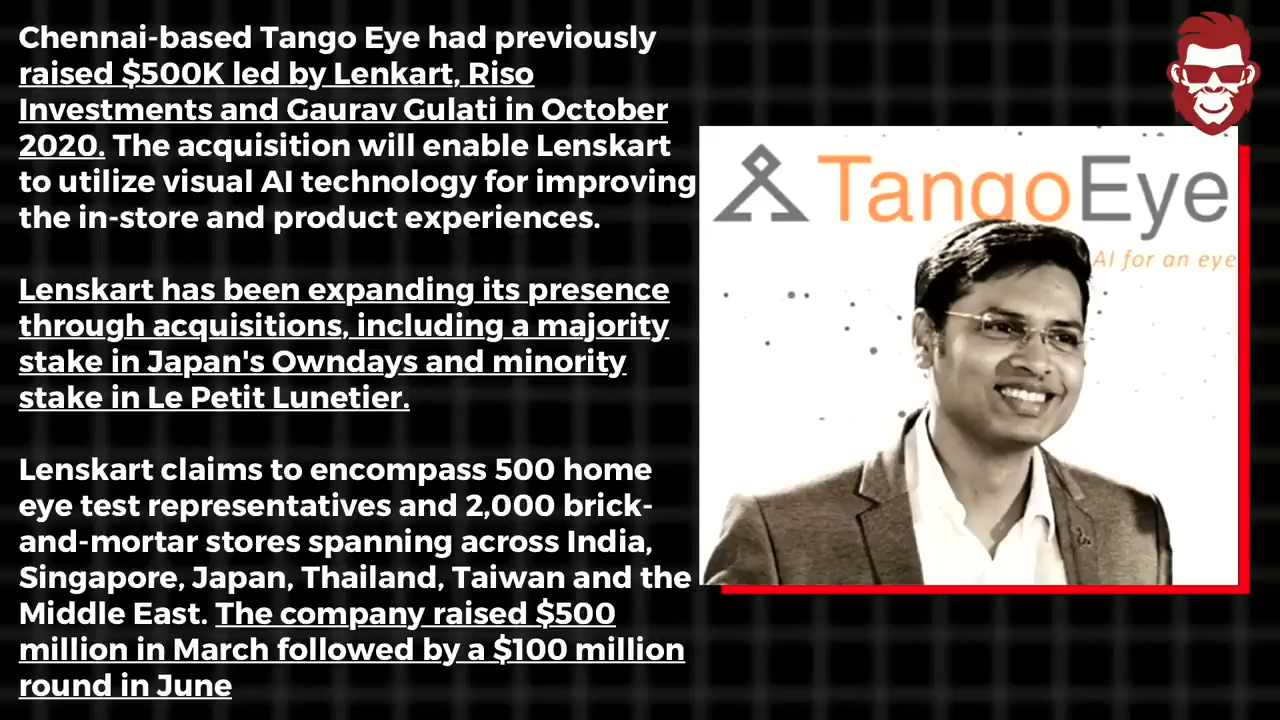 Chennai-based Tango Eye had previously
raised $500K led by Lenkart, Riso
Investments and Gaurav Gulati in October
2020. The acquisition will enable Lenskart
to utilize visual AI technology for improving
the in-store and product experiences.
Lenskart has been expanding its presence
through acquisitions, including a majority
stake in Japan's Owndays and minority
stake in Le Petit Lunetier.
Lenskart claims to encompass 500 home
eye test representatives and 2,000 brick-
and-mortar stores spanning across India,
Singapore, Japan, Thailand, Taiwan and the
Middle East. The company raised $500
million in March followed by a $100 million
round in June
TangoEye
AI for an eye